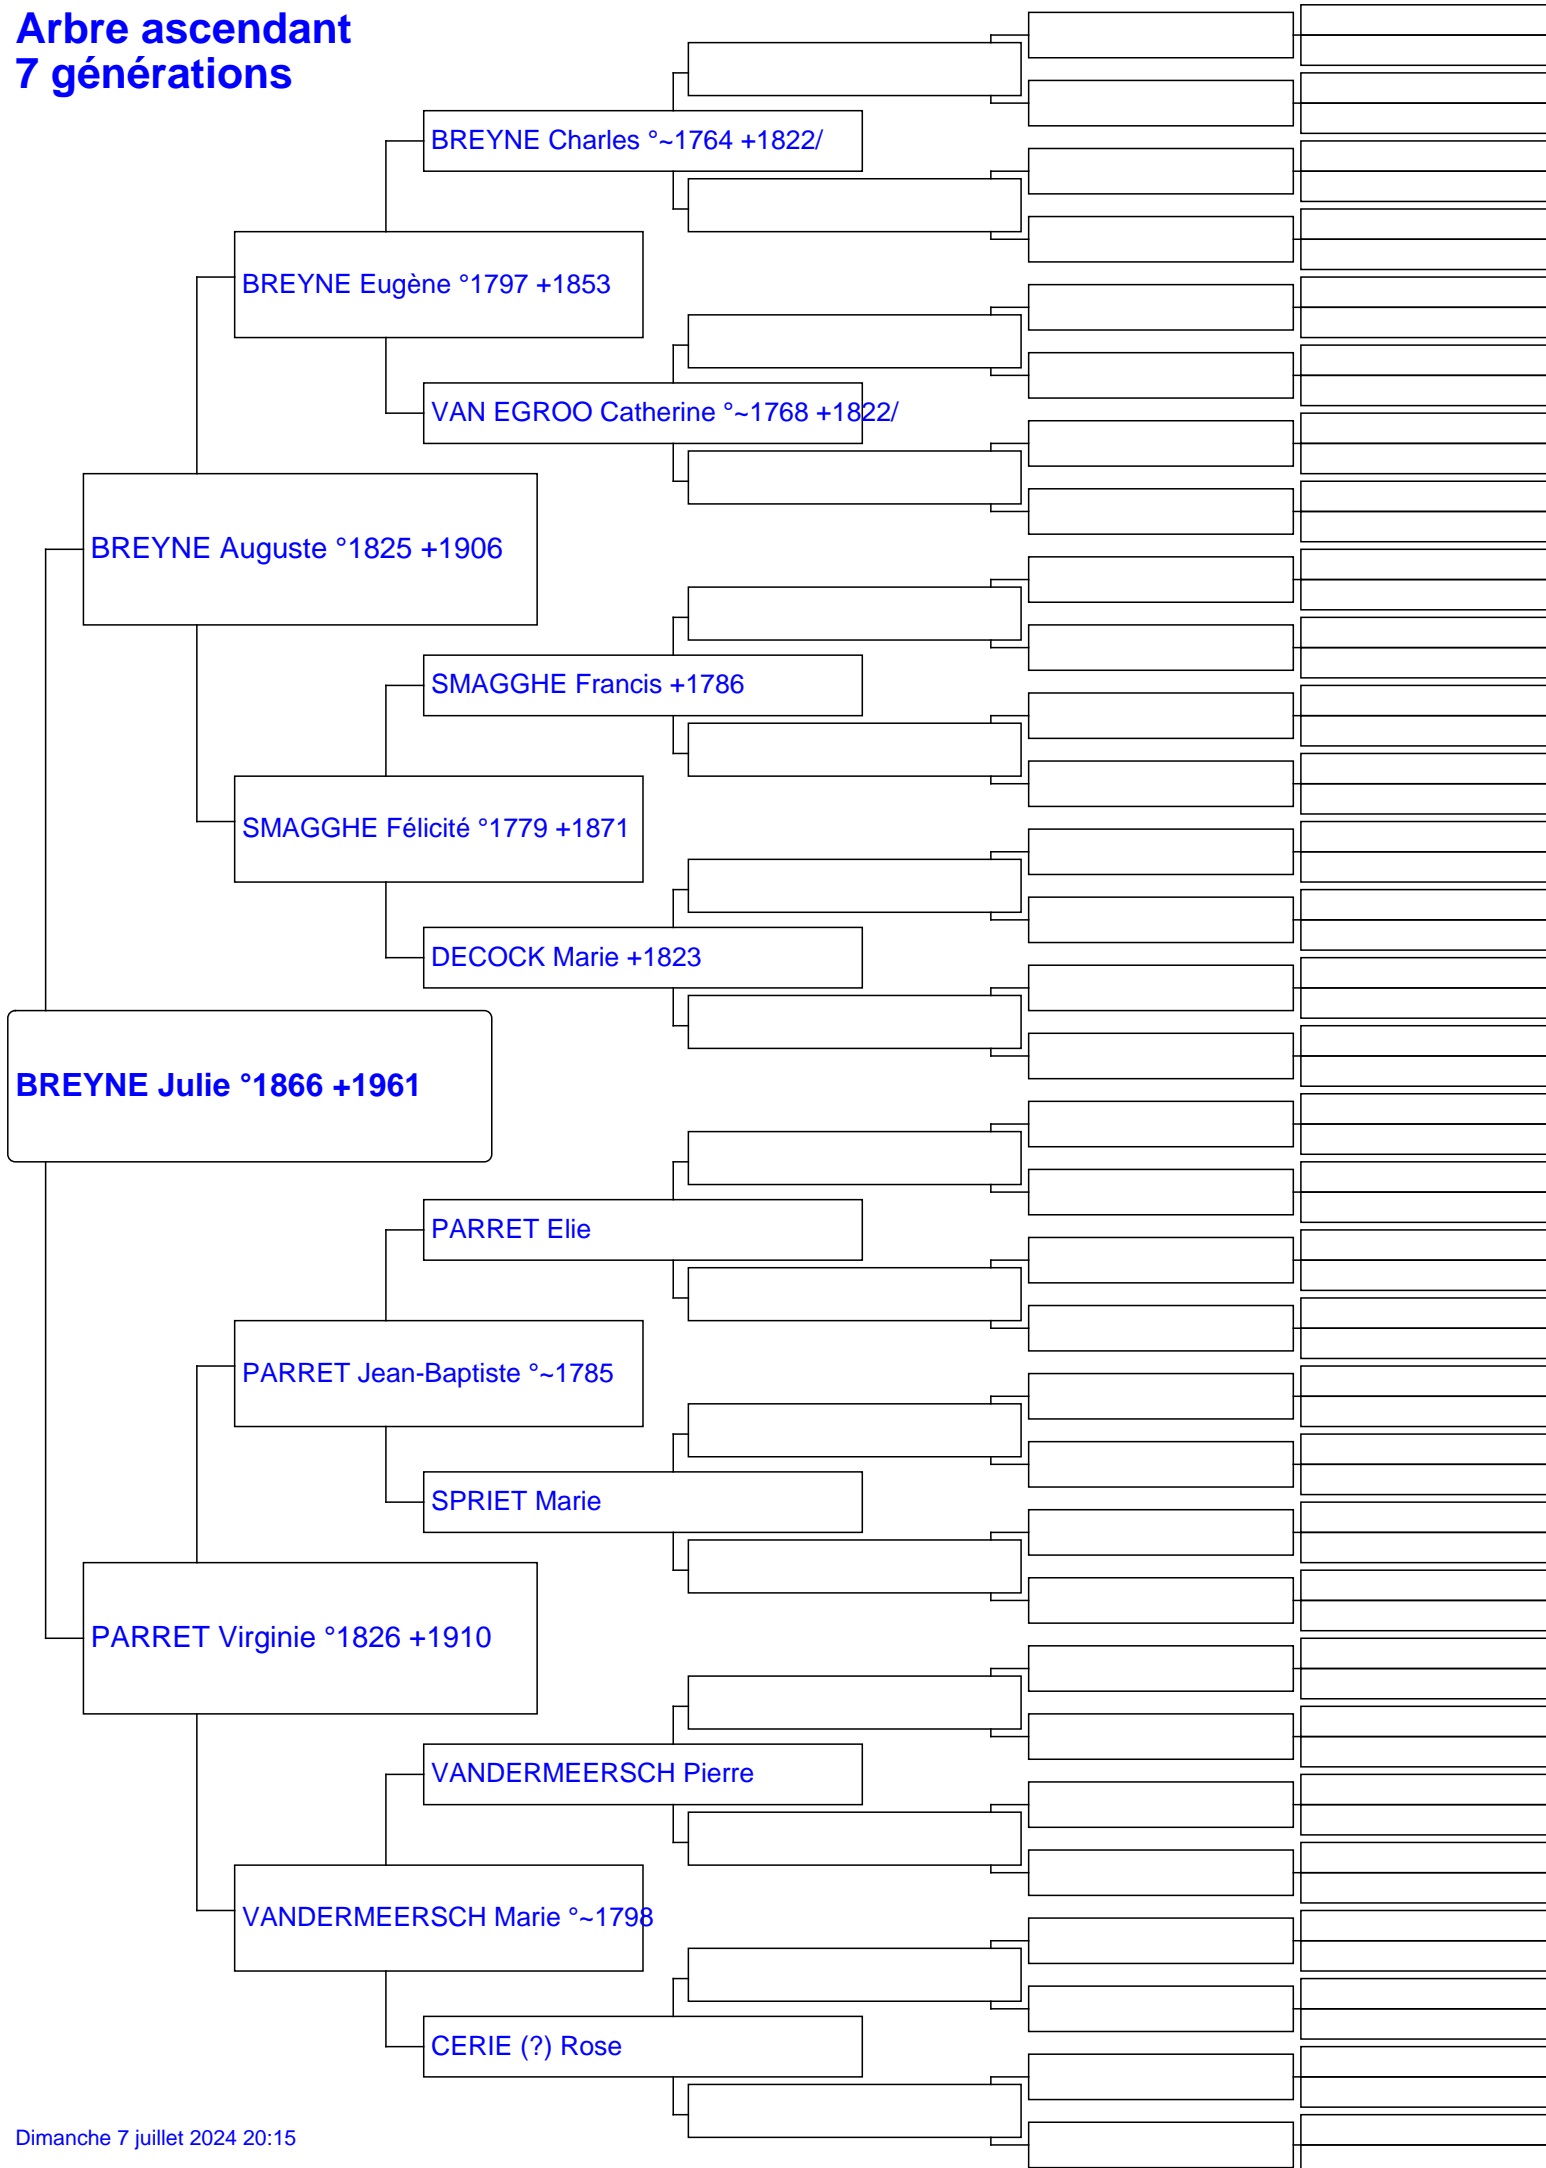 Arbre ascendant
7 générations
BREYNE Charles °~1764 +1822/
BREYNE Eugène °1797 +1853
VAN EGROO Catherine °~1768 +1822/
BREYNE Auguste °1825 +1906
SMAGGHE Francis +1786
SMAGGHE Félicité °1779 +1871
DECOCK Marie +1823
BREYNE Julie °1866 +1961
PARRET Elie
PARRET Jean-Baptiste °~1785
SPRIET Marie
PARRET Virginie °1826 +1910
VANDERMEERSCH Pierre
VANDERMEERSCH Marie °~1798
CERIE (?) Rose
Dimanche 7 juillet 2024 20:15